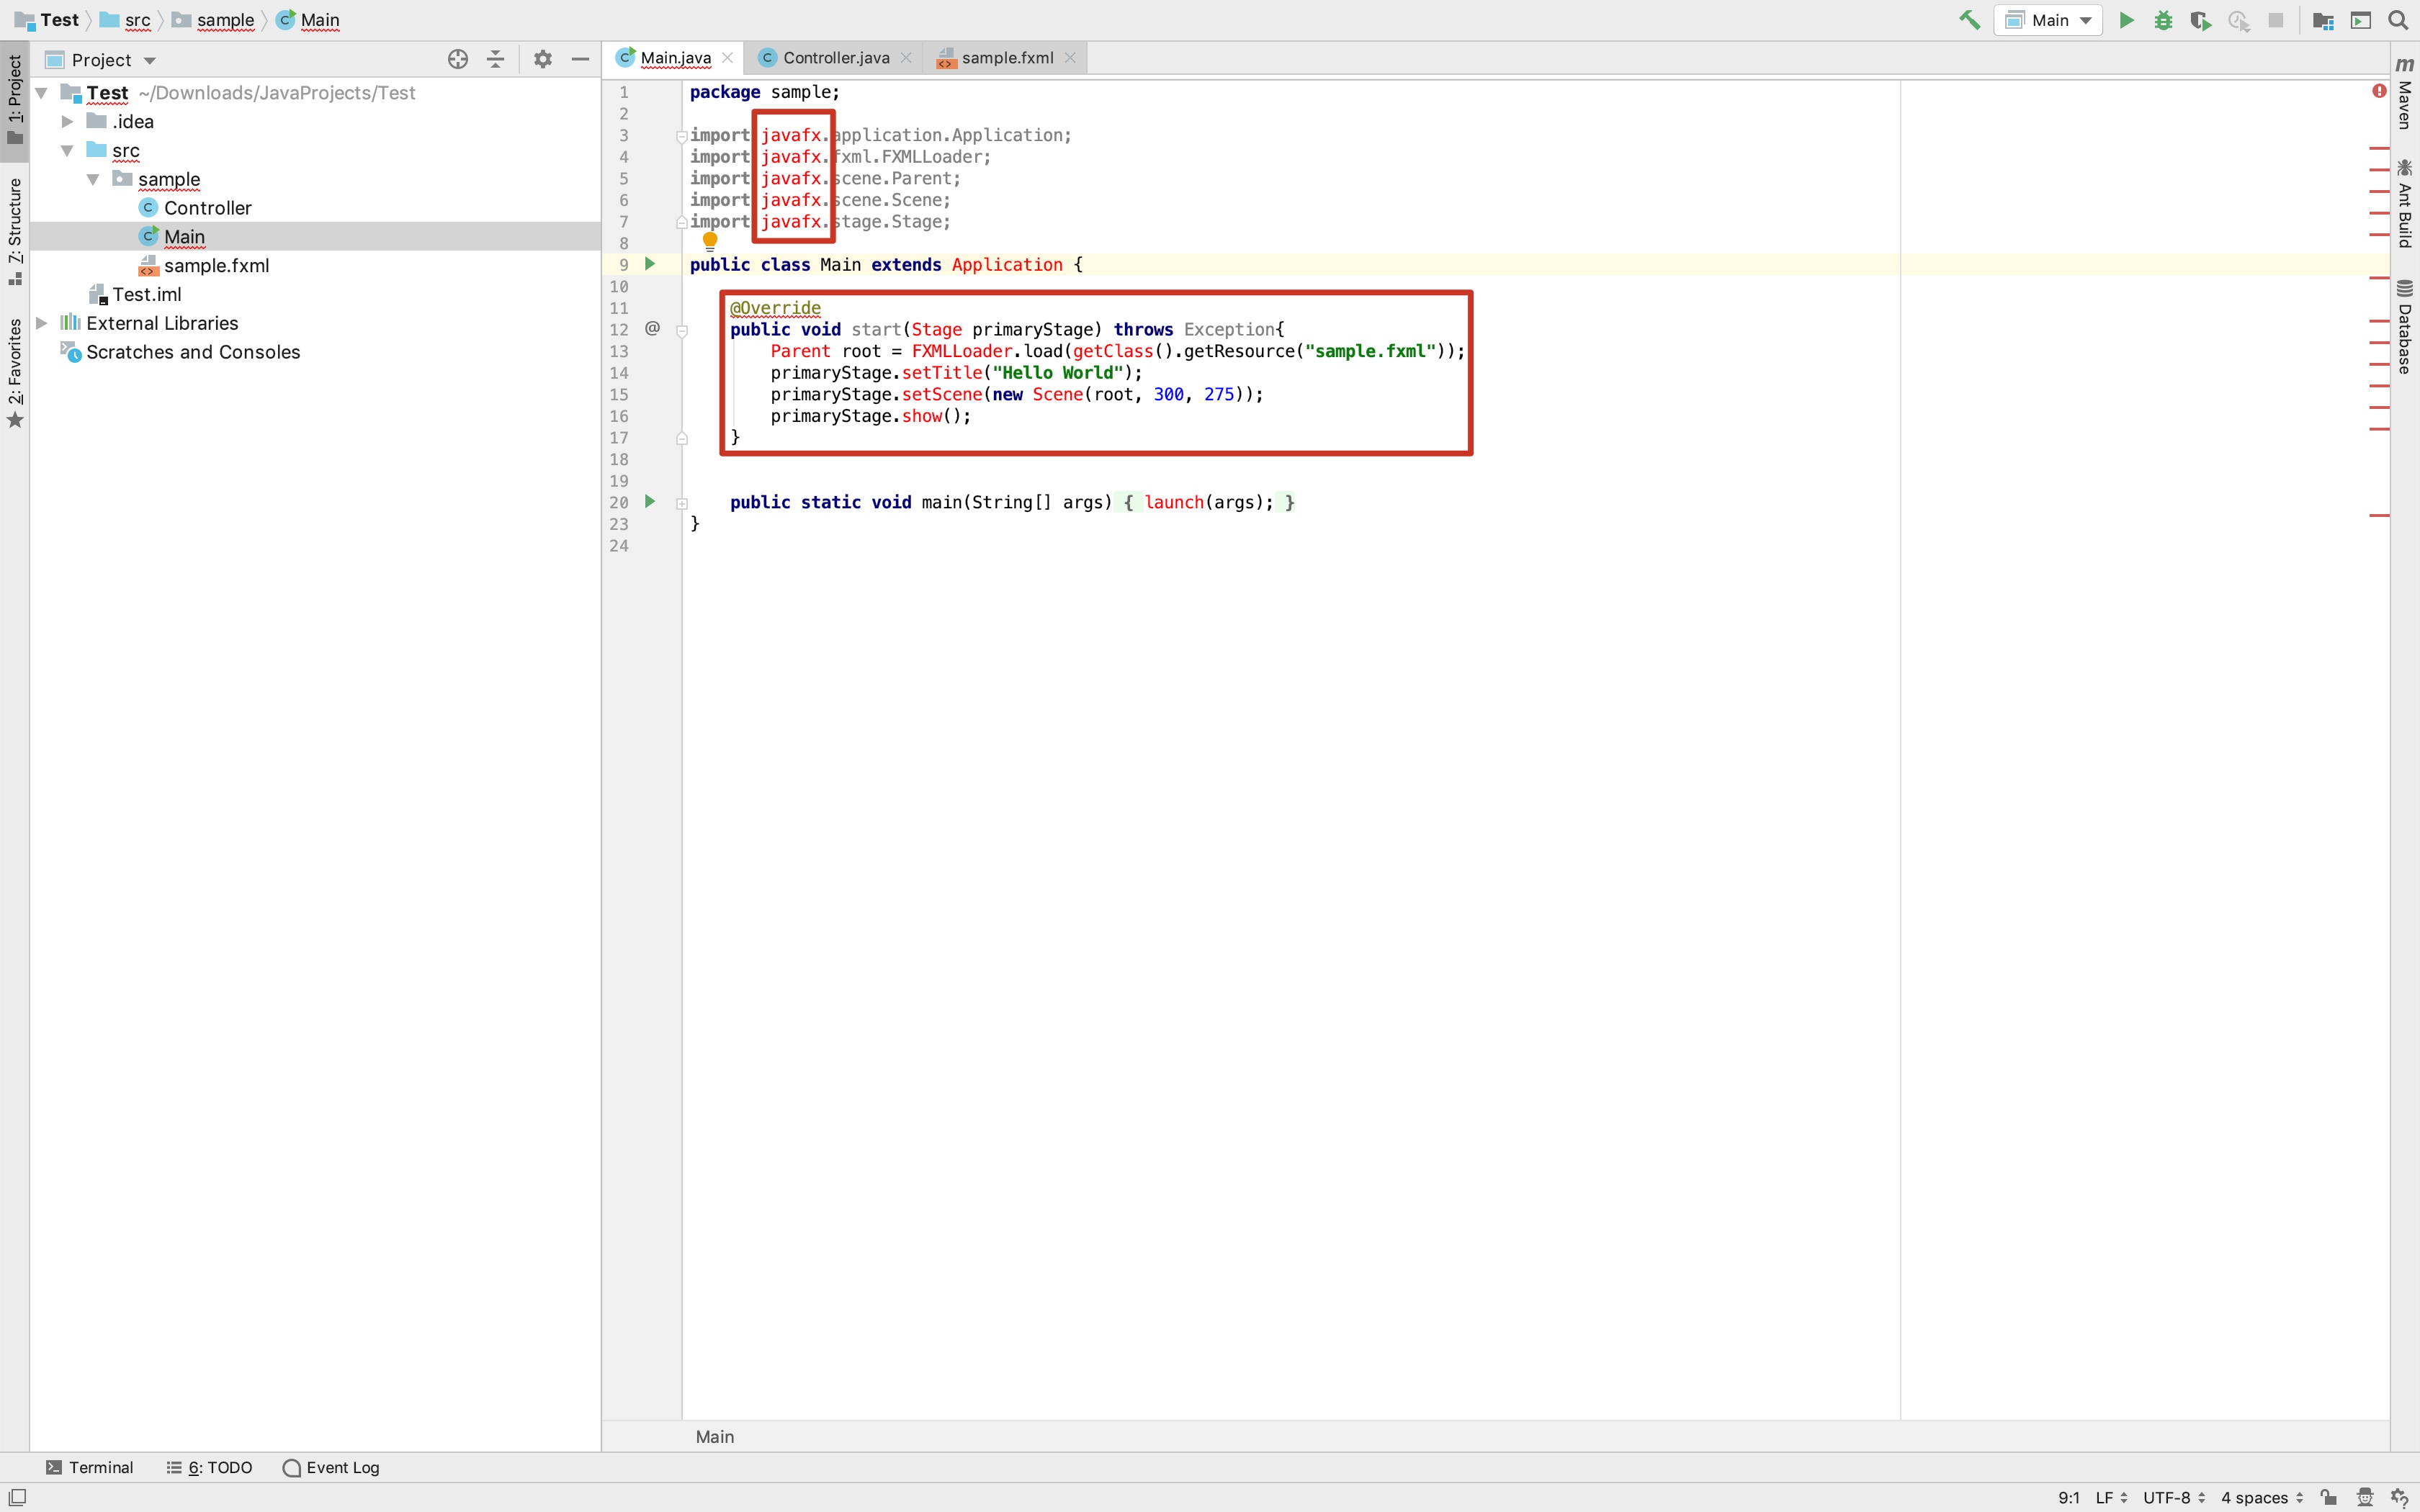 Test src sample Main
Main
Project
Main.java Controller.java sample.fxml
1: Project
7: Structure
2: Favorites
Test ~/Downloads/JavaProjects/Test
.idea
src
sample
Controller
Main
sample.fxml
Test.iml
External Libraries
Scratches and Consoles
1 package sample;
2
3 import javafx.application.Application;
4 import javafx.fxml.FXMLLoader;
5 import javafx.scene.Parent;
6 import javafx.scene.Scene;
7 import javafx.stage.Stage;
8
9 public class Main extends Application {
10
11 @Override
12 @ public void start(Stage primaryStage) throws Exception{
13 Parent root = FXMLLoader.load(getClass().getResource("sample.fxml"));
14 primaryStage.setTitle("Hello World");
15 primaryStage.setScene(new Scene(root, 300, 275));
16 primaryStage.show();
17 }
18
19
20 public static void main(String[] args) { launch(args); }
23 }
24
m Maven
Ant Build
Database
Main
Terminal 6: TODO Event Log
9:1 LF UTF-8 4 spaces